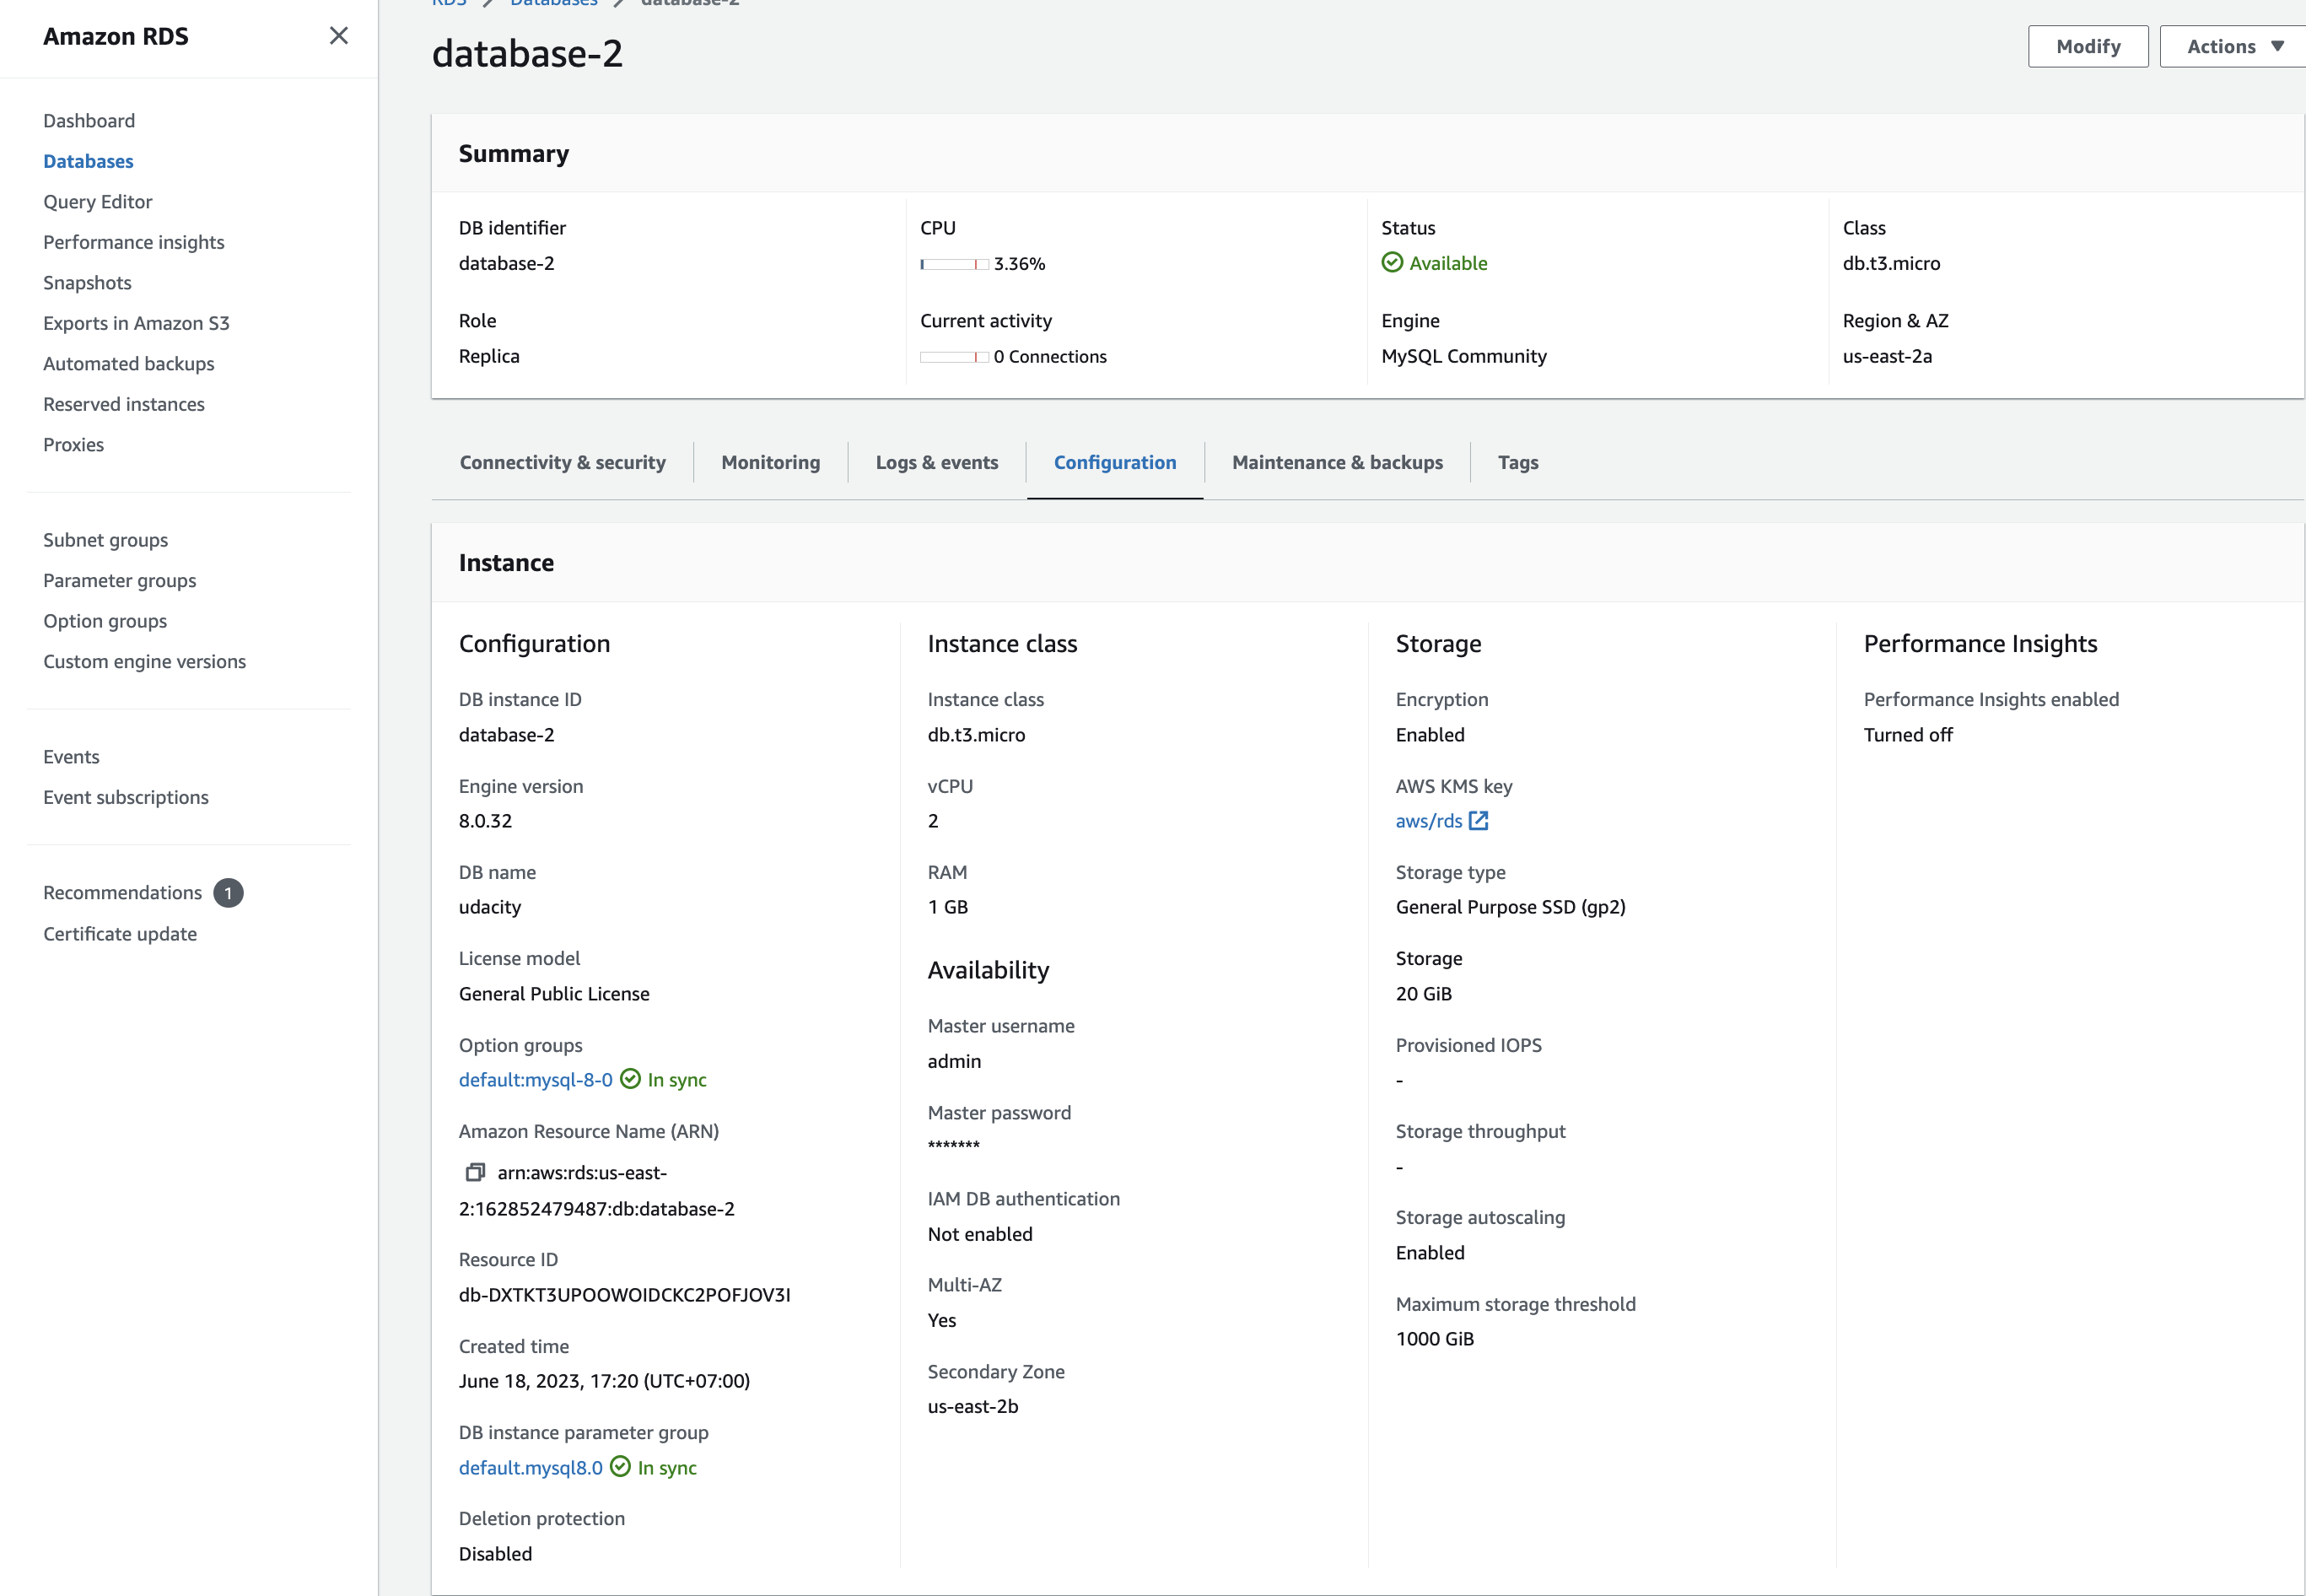 Amazon RDS
Dashboard
Databases
Query Editor
Performance insights
Snapshots
Exports in Amazon S3
Automated backups
Reserved instances
Proxies
Subnet groups
Parameter groups
Option groups
Custom engine versions
Events
Event subscriptions
Recommendations 1
Certificate update
RDS > Databases > database-2
database-2
Modify
Actions
Summary
DB identifier
database-2
CPU
3.36%
Status
Available
Class
db.t3.micro
Role
Replica
Current activity
0 Connections
Engine
MySQL Community
Region & AZ
us-east-2a
Connectivity & security
Monitoring
Logs & events
Configuration
Maintenance & backups
Tags
Instance
Configuration
DB instance ID
database-2
Engine version
8.0.32
DB name
udacity
License model
General Public License
Option groups
default:mysql-8-0 In sync
Amazon Resource Name (ARN)
arn:aws:rds:us-east-
2:162852479487:db:database-2
Resource ID
db-DXTKT3UPOOWOIDCKC2POFJOV3I
Created time
June 18, 2023, 17:20 (UTC+07:00)
DB instance parameter group
default.mysql8.0 In sync
Deletion protection
Disabled
Instance class
Instance class
db.t3.micro
vCPU
2
RAM
1 GB
Availability
Master username
admin
Master password
*******
IAM DB authentication
Not enabled
Multi-AZ
Yes
Secondary Zone
us-east-2b
Storage
Encryption
Enabled
AWS KMS key
aws/rds
Storage type
General Purpose SSD (gp2)
Storage
20 GiB
Provisioned IOPS
-
Storage throughput
-
Storage autoscaling
Enabled
Maximum storage threshold
1000 GiB
Performance Insights
Performance Insights enabled
Turned off